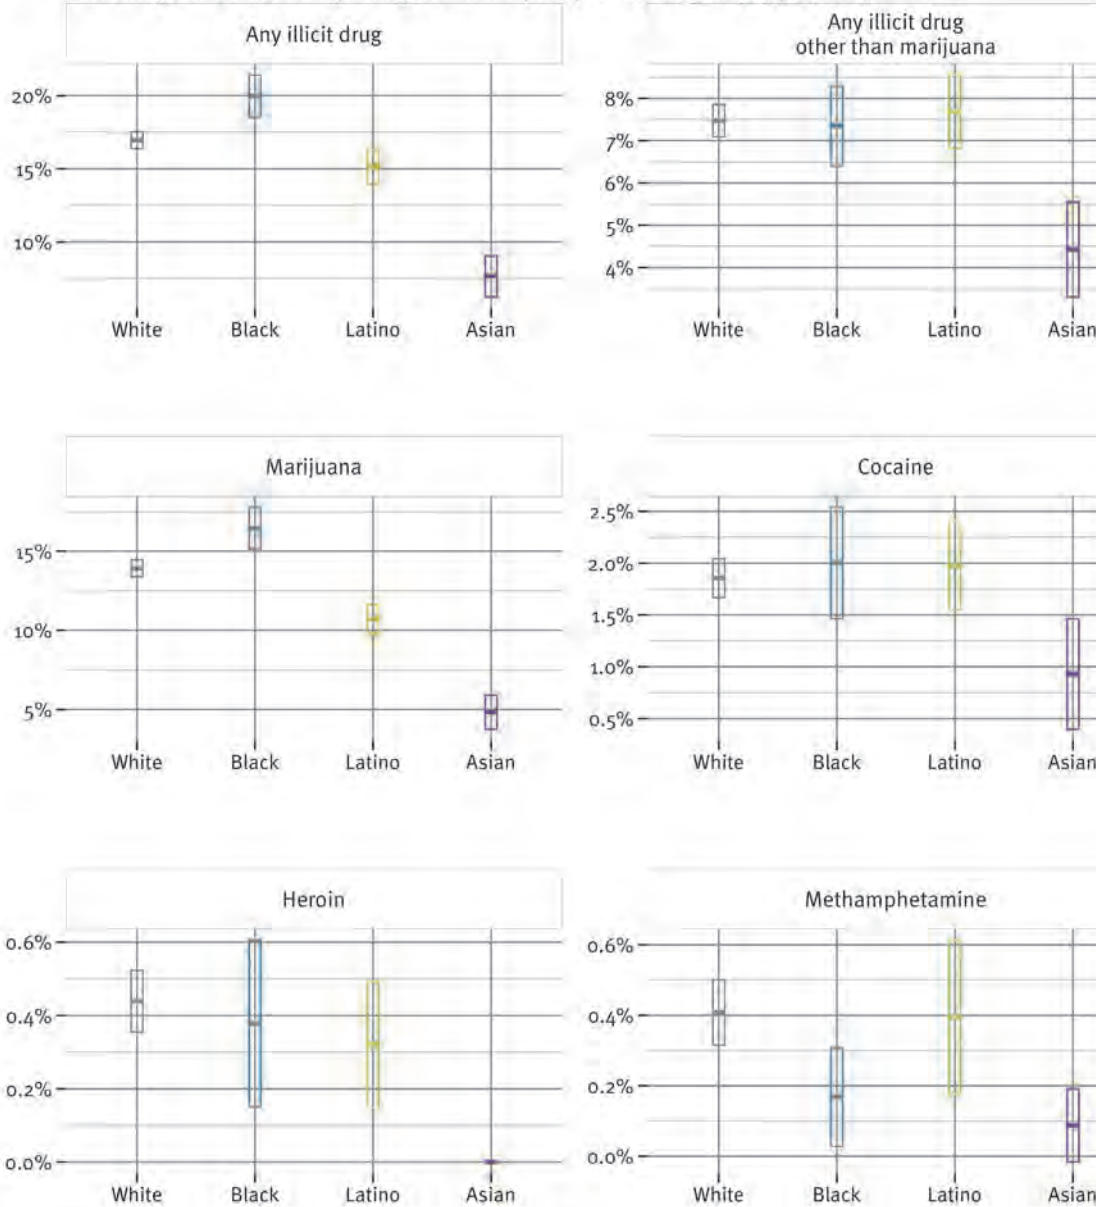 Any illicit drug
20%
15%
10%
White Black Latino Asian
Any illicit drug
other than marijuana
8%
7%
6%
5%
4%
White Black Latino Asian
Marijuana
15%
10%
5%
White Black Latino Asian
Cocaine
2.5%
2.0%
1.5%
1.0%
0.5%
White Black Latino Asian
Heroin
0.6%
0.4%
0.2%
0.0%
White Black Latino Asian
Methamphetamine
0.6%
0.4%
0.2%
0.0%
White Black Latino Asian